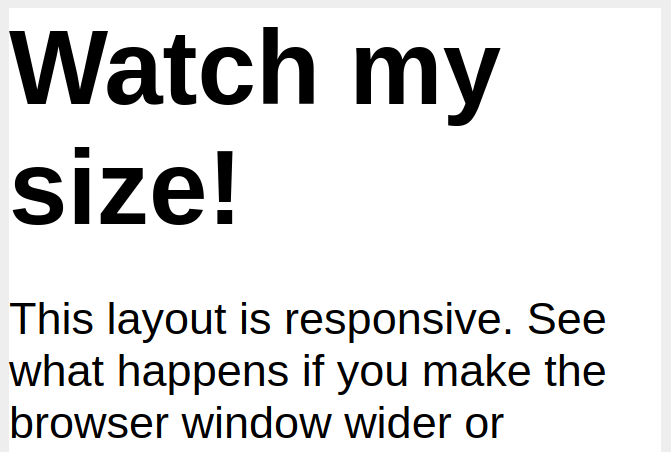 Watch my
size!
This layout is responsive. See
what happens if you make the
browser window wider or